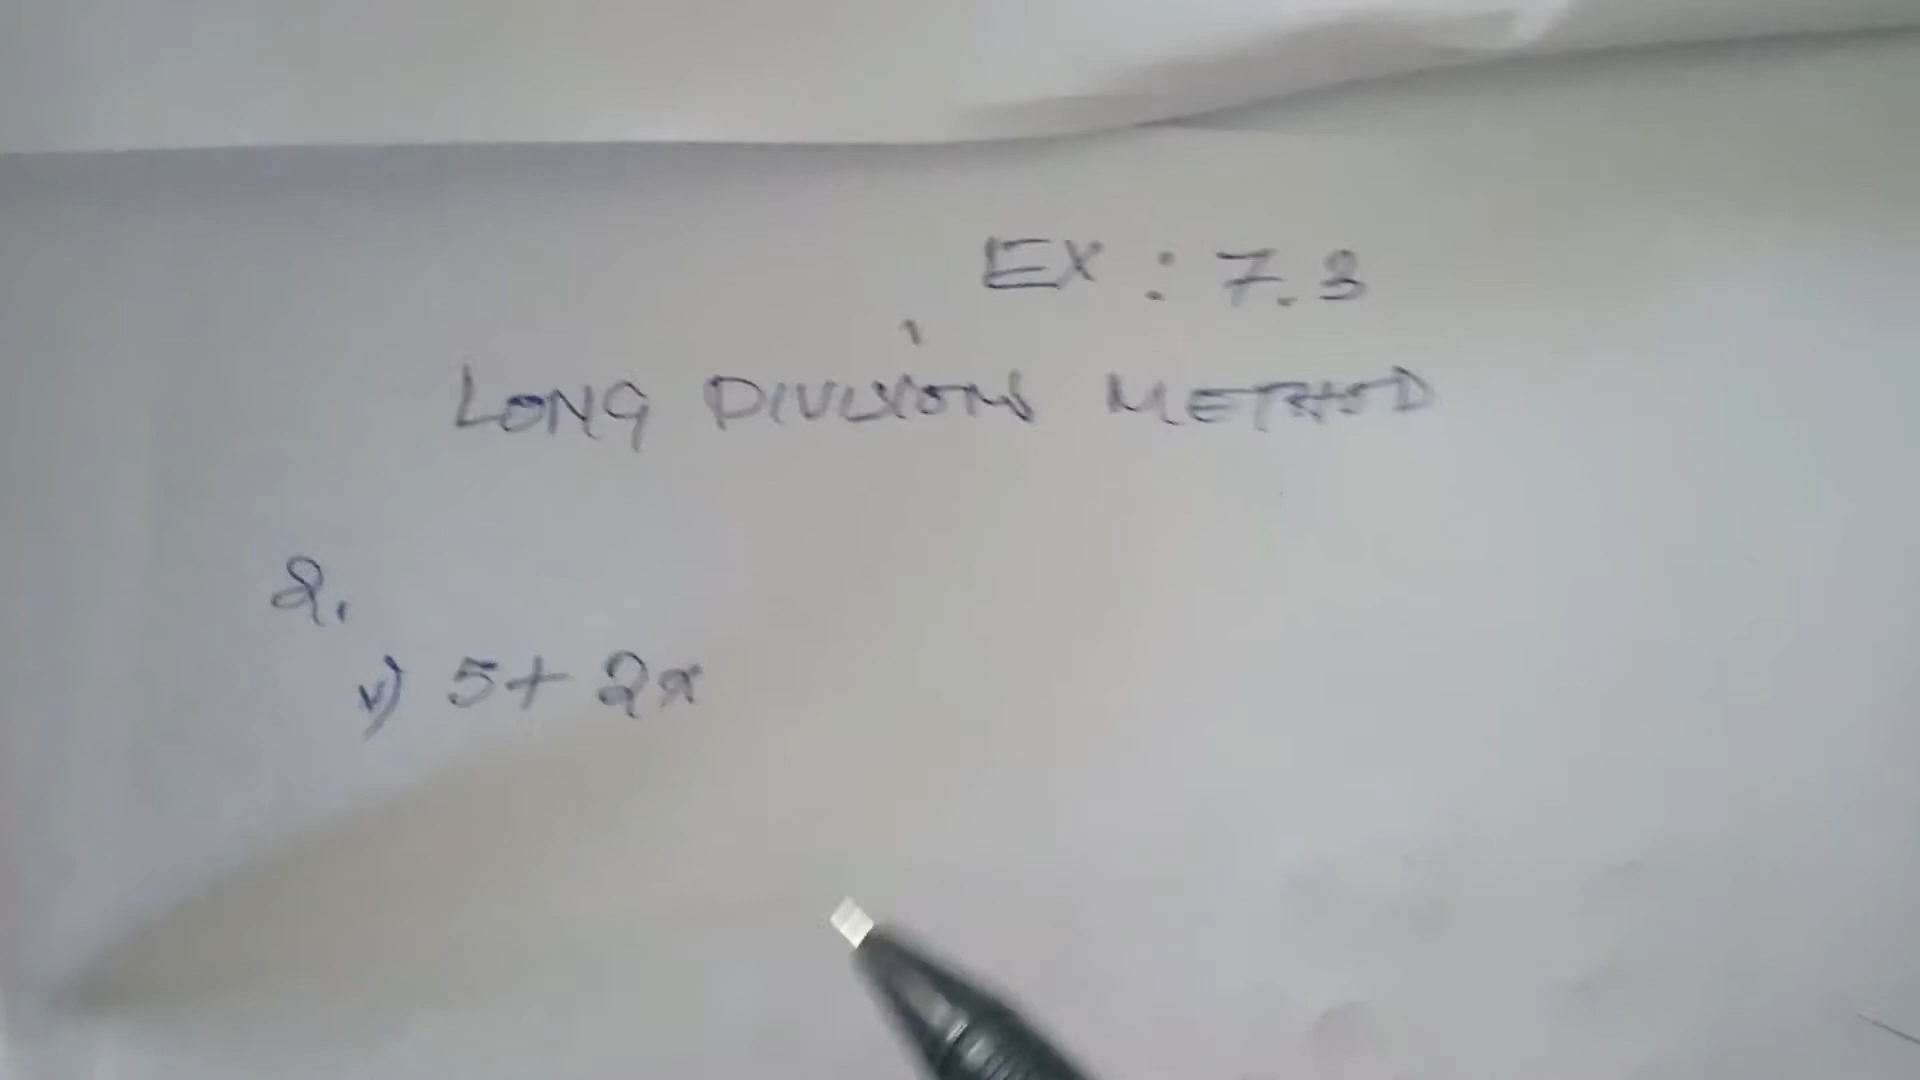 EX : 7.3
LONG DIVISION METHOD
2.
v) 5+ 2x